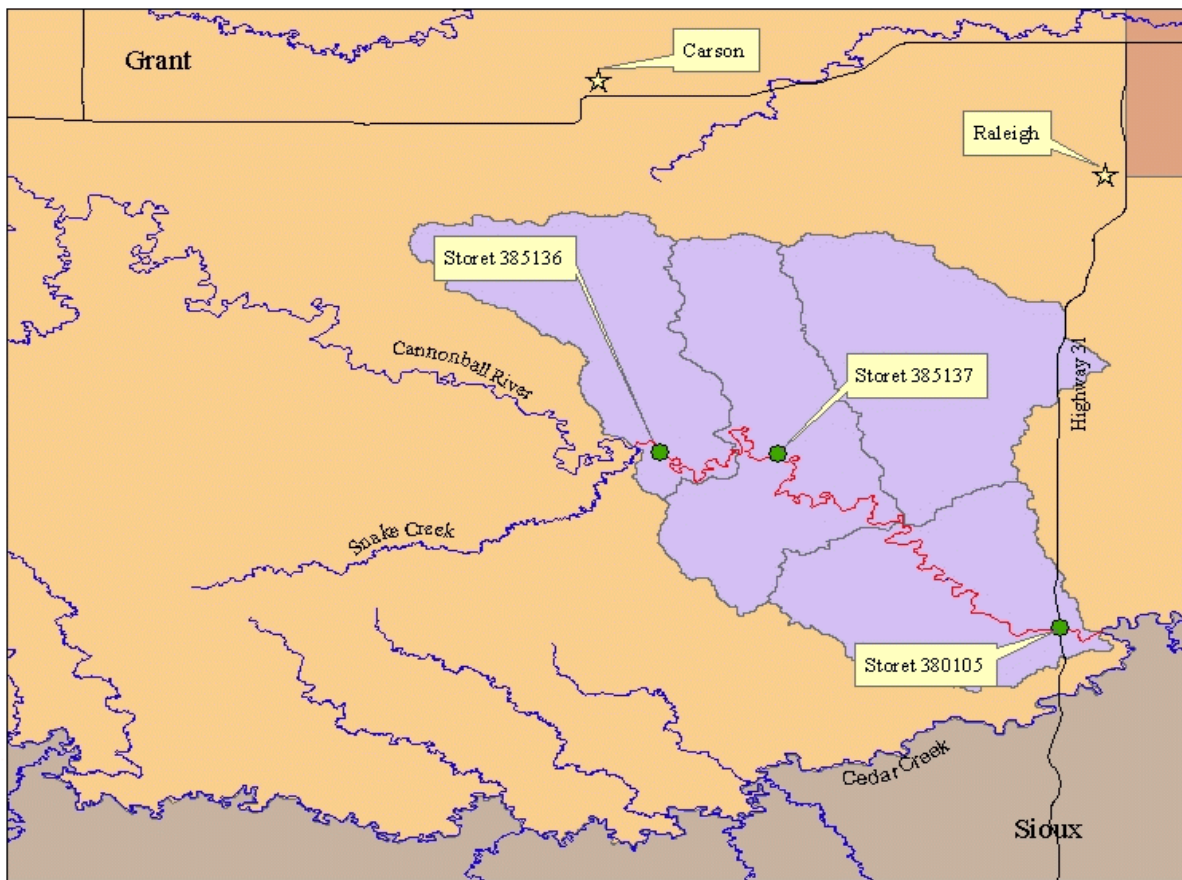 Grant
Carson
Raleigh
Storet 385136
Cannonball River
Storet 385137
Highway 31
Snake Creek
Storet 380105
Cedar Creek
Sioux